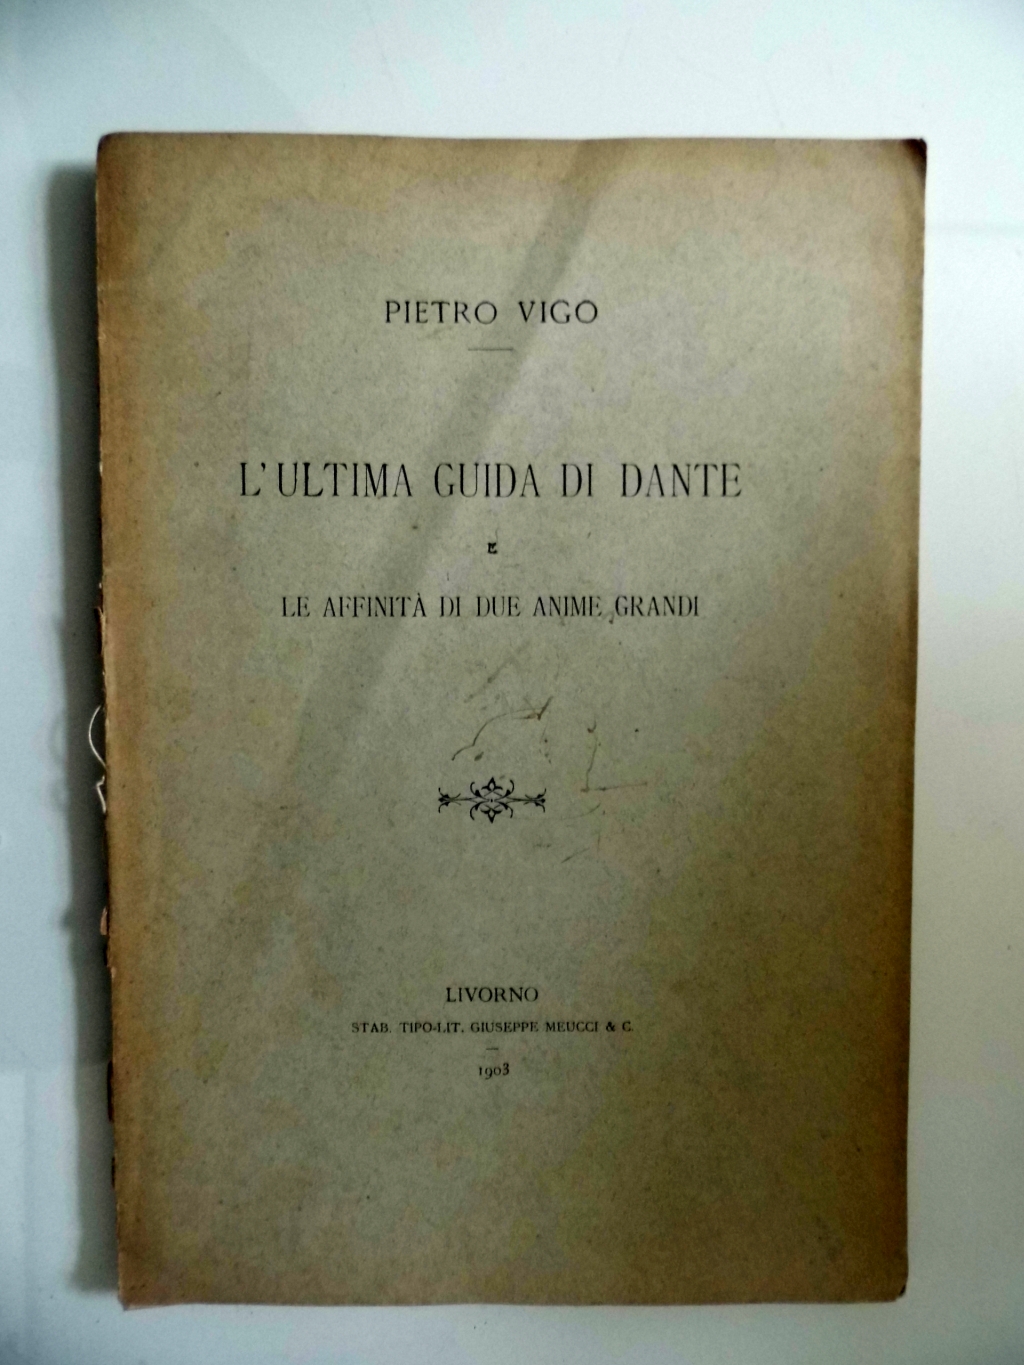 PIETRO VIGO
L'ULTIMA GUIDA DI DANTE
E
LE AFFINITÀ DI DUE ANIME GRANDI
LIVORNO
STAB. TIPO-LIT. GIUSEPPE MEUCCI & C.
1903